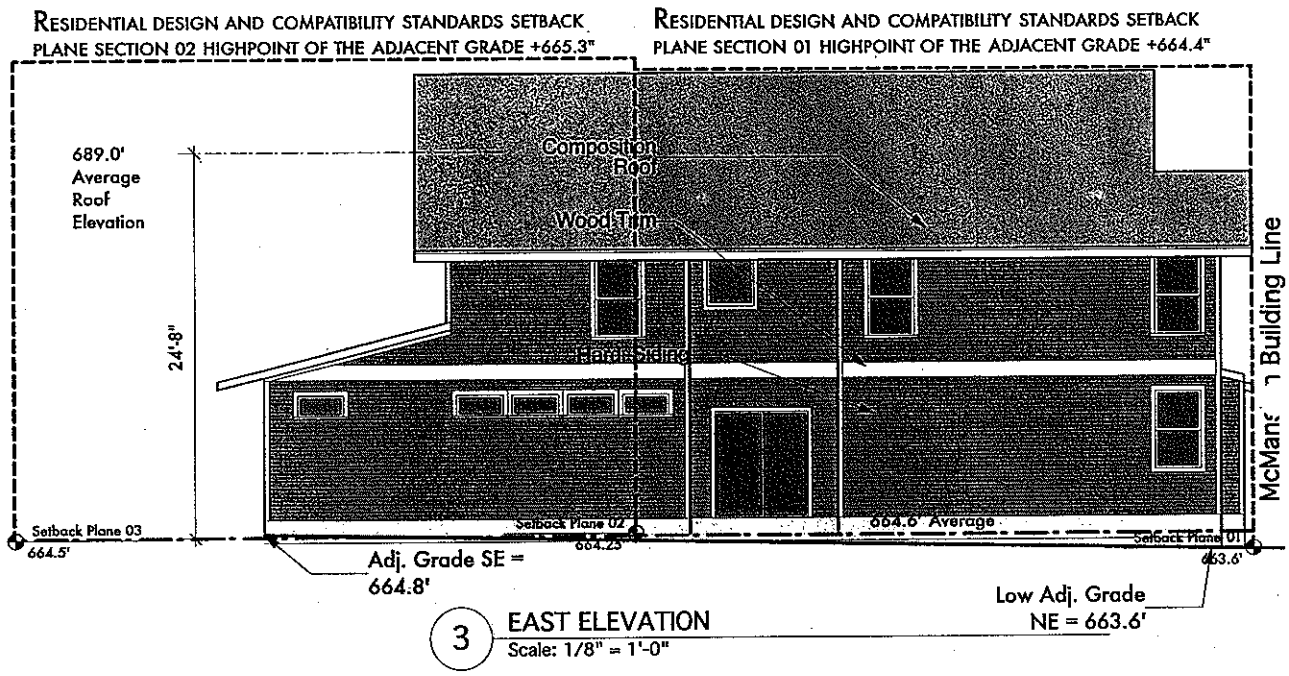 RESIDENTIAL DESIGN AND COMPATIBILITY STANDARDS SETBACK
PLANE SECTION 02 HIGHPOINT OF THE ADJACENT GRADE +665.3"
RESIDENTIAL DESIGN AND COMPATIBILITY STANDARDS SETBACK
PLANE SECTION 01 HIGHPOINT OF THE ADJACENT GRADE +664.4"
689.0'
Average
Roof
Elevation
Composition
Roof
Wood Trim
24'-8"
Hardi Siding
McMans n Building Line
Setback Plane 03
664.5'
Setback Plane 02
664.25'
664.6' Average
Setback Plane 01
663.6'
Adj. Grade SE =
664.8'
Low Adj. Grade
NE = 663.6'
3
EAST ELEVATION
Scale: 1/8" = 1'-0"